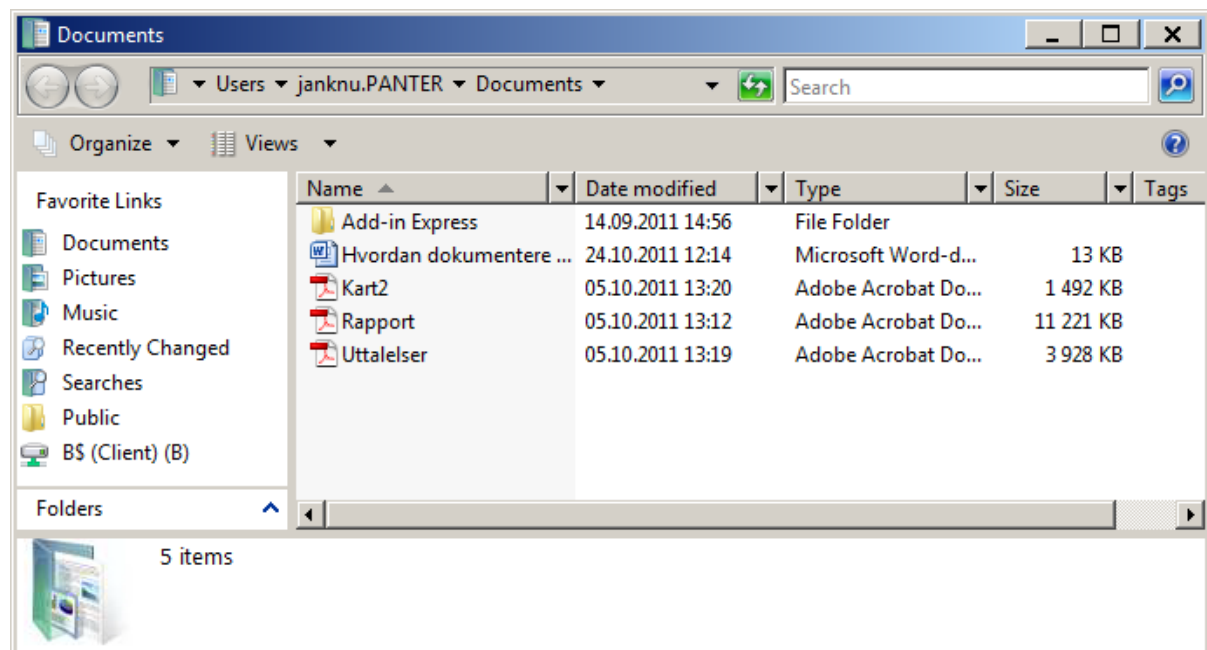 Documents
Users janknu.PANTER Documents Search
Organize Views
Favorite Links
Documents
Pictures
Music
Recently Changed
Searches
Public
B$ (Client) (B)
Folders
Name Date modified Type Size Tags
Add-in Express 14.09.2011 14:56 File Folder
Hvordan dokumentere ... 24.10.2011 12:14 Microsoft Word-d... 13 KB
Kart2 05.10.2011 13:20 Adobe Acrobat Do... 1 492 KB
Rapport 05.10.2011 13:12 Adobe Acrobat Do... 11 221 KB
Uttalelser 05.10.2011 13:19 Adobe Acrobat Do... 3 928 KB
5 items